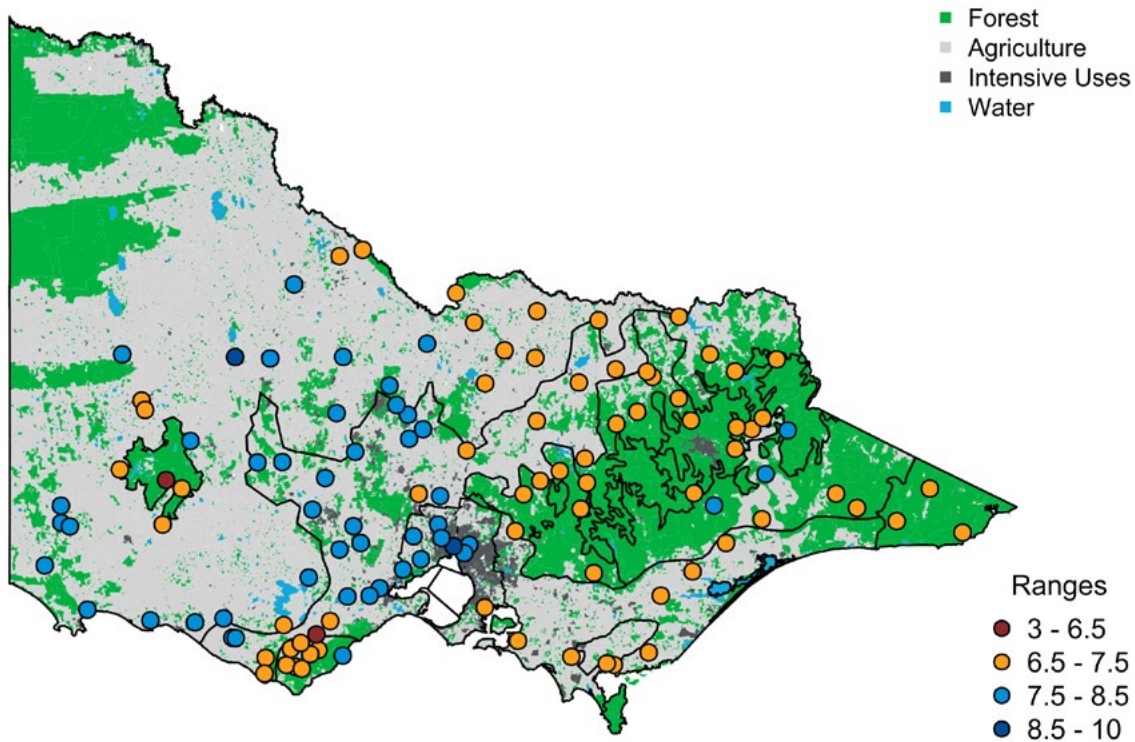 Forest
Agriculture
Intensive Uses
Water
Ranges
3 - 6.5
6.5 - 7.5
7.5 - 8.5
8.5 - 10